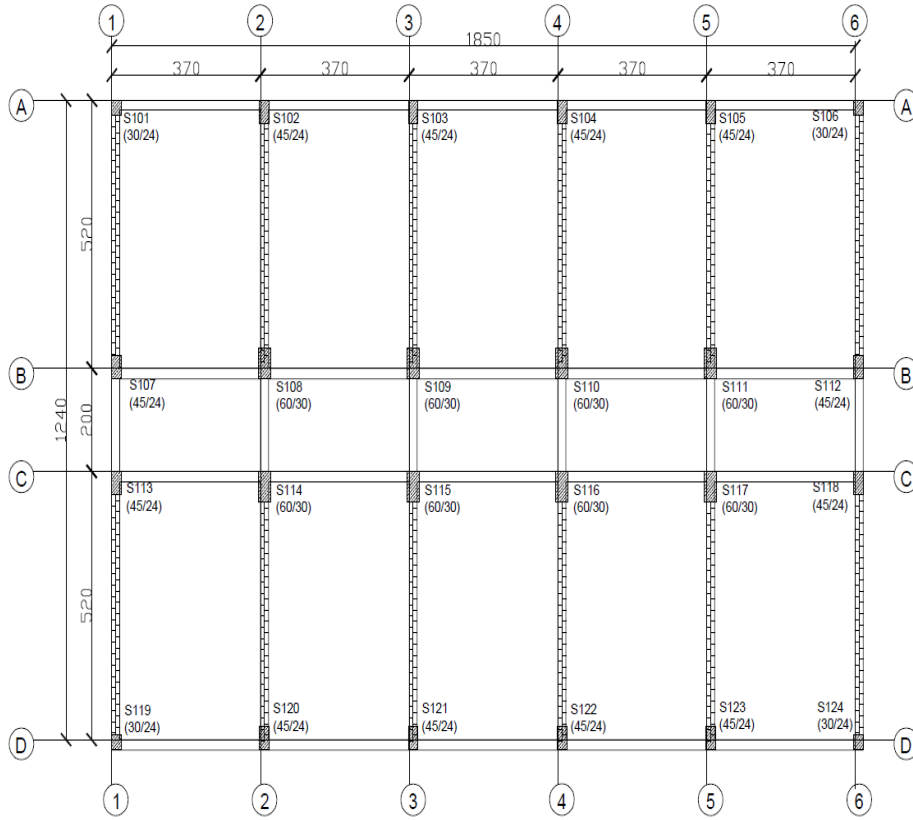 1 2 3 4 5 6
1850
370 370 370 370 370
A A
S101 S102 S103 S104 S105 S106
(30/24) (45/24) (45/24) (45/24) (45/24) (30/24)
520
B B
S107 S108 S109 S110 S111 S112
(45/24) (60/30) (60/30) (60/30) (60/30) (45/24)
1240
200
C C
S113 S114 S115 S116 S117 S118
(45/24) (60/30) (60/30) (60/30) (60/30) (45/24)
520
S119 S120 S121 S122 S123 S124
(30/24) (45/24) (45/24) (45/24) (45/24) (30/24)
D D
1 2 3 4 5 6